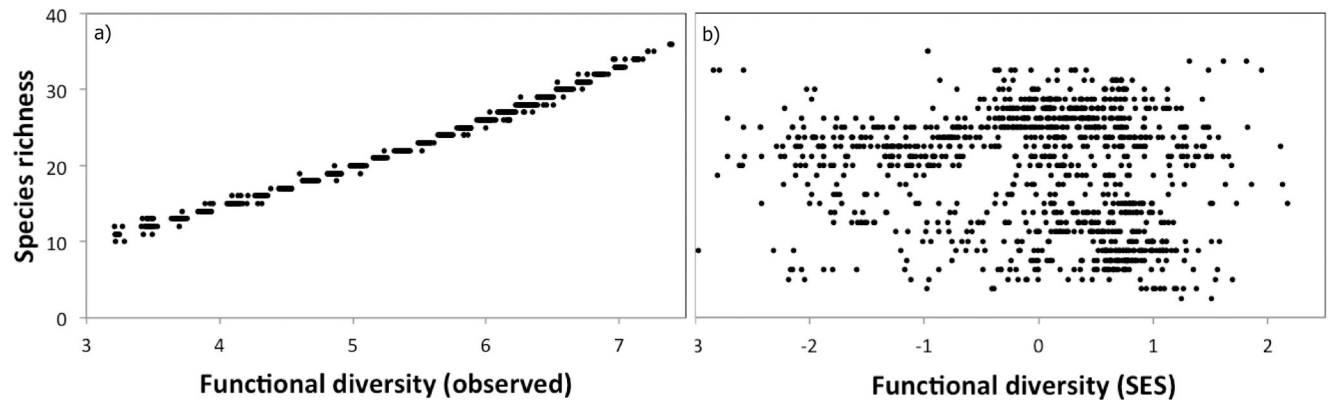 a)
Species richness
40
30
20
10
0
3 4 5 6 7
Functional diversity (observed)
b)
3 -2 -1 0 1 2
Functional diversity (SES)